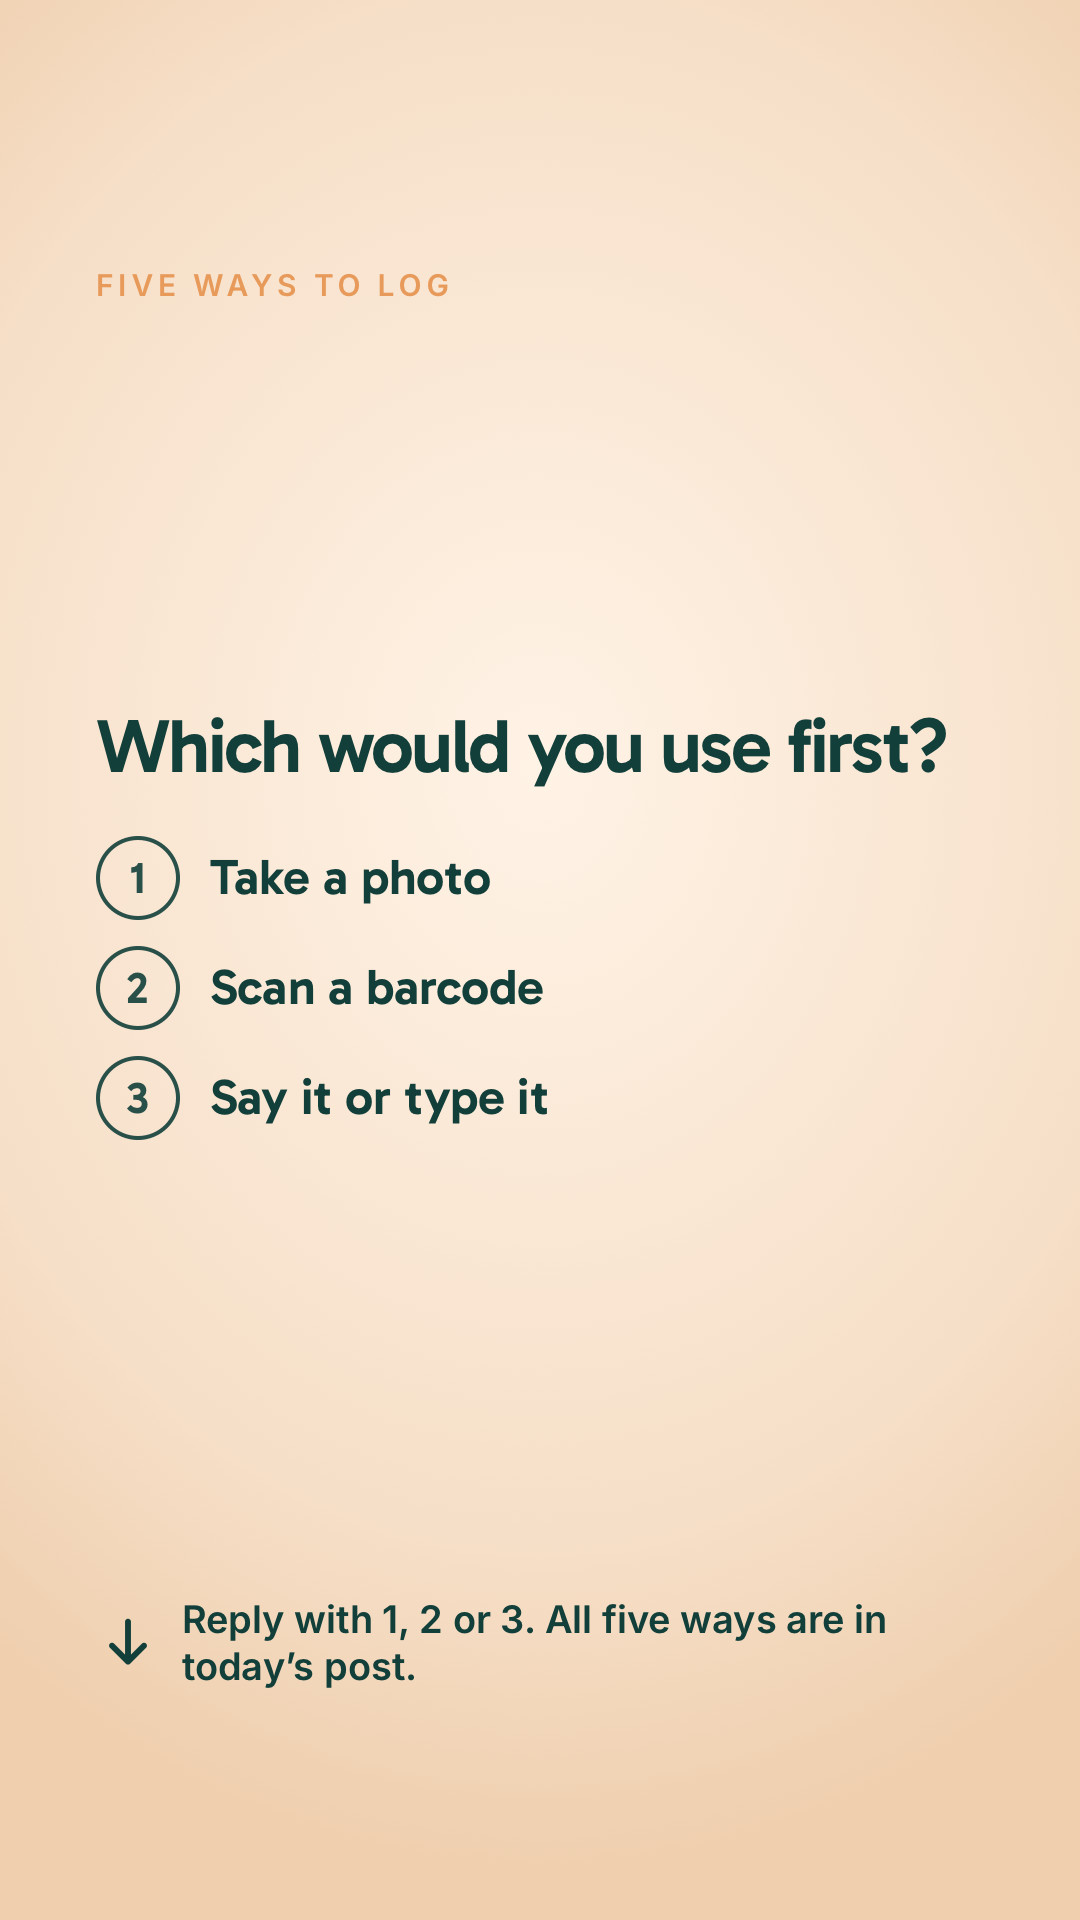 FIVE WAYS TO LOG
Which would you use first?
1 Take a photo
2 Scan a barcode
3 Say it or type it
Reply with 1, 2 or 3. All five ways are in
today’s post.